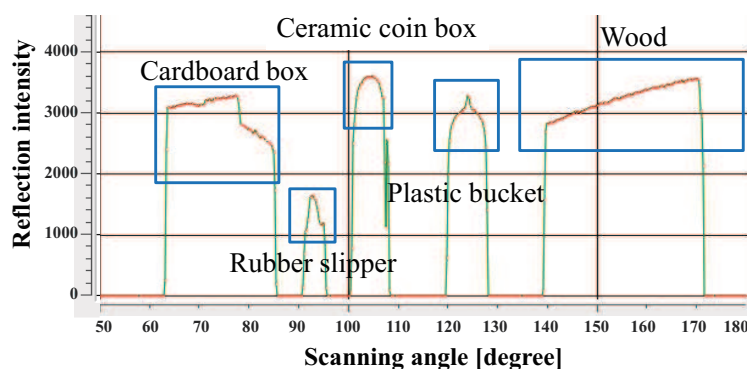 Ceramic coin box
Wood
Cardboard box
Plastic bucket
Rubber slipper
Reflection intensity
4000
3000
2000
1000
0
50 60 70 80 90 100 110 120 130 140 150 160 170 180
Scanning angle [degree]